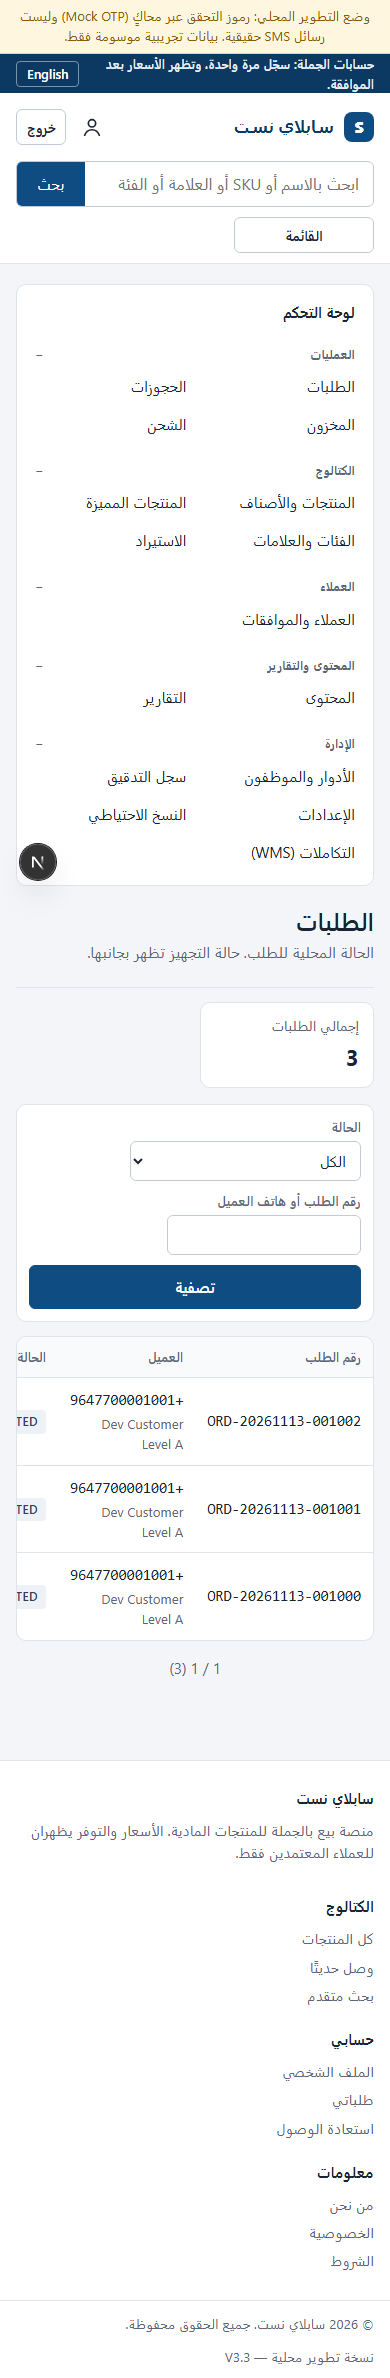 وضع التطوير المحلي: رموز التحقق عبر محاكٍ (Mock OTP) وليست
رسائل SMS حقيقية. بيانات تجريبية موسومة فقط.
حسابات الجملة: سجّل مرة واحدة، وتظهر الأسعار بعد
الموافقة.
English
S
سابلاي نست
خروج
ابحث بالاسم أو SKU أو العلامة أو الفئة
بحث
القائمة
لوحة التحكم
العمليات –
الطلبات الحجوزات
المخزون الشحن
الكتالوج –
المنتجات والأصناف المنتجات المميزة
الفئات والعلامات الاستيراد
العملاء –
العملاء والموافقات
المحتوى والتقارير –
المحتوى التقارير
الإدارة –
الأدوار والموظفون سجل التدقيق
الإعدادات النسخ الاحتياطي
التكاملات (WMS)
N
الطلبات
الحالة المحلية للطلب. حالة التجهيز تظهر بجانبها.
إجمالي الطلبات
3
الحالة
الكل
رقم الطلب أو هاتف العميل
تصفية
رقم الطلب العميل الحالة
ORD-20261113-001002 9647700001001+ TED
Dev Customer
Level A
ORD-20261113-001001 9647700001001+ TED
Dev Customer
Level A
ORD-20261113-001000 9647700001001+ TED
Dev Customer
Level A
1 / 1 (3)
سابلاي نست
منصة بيع بالجملة للمنتجات المادية. الأسعار والتوفر يظهران
للعملاء المعتمدين فقط.
الكتالوج
كل المنتجات
وصل حديثًا
بحث متقدم
حسابي
الملف الشخصي
طلباتي
استعادة الوصول
معلومات
من نحن
الخصوصية
الشروط
© 2026 سابلاي نست. جميع الحقوق محفوظة.
نسخة تطوير محلية — V3.3